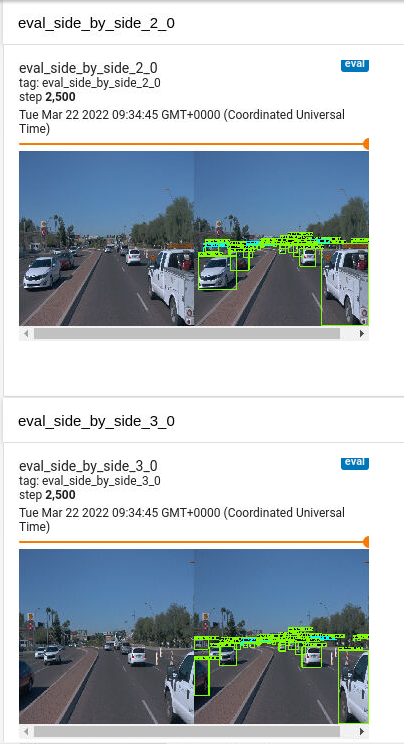 eval_side_by_side_2_0
eval_side_by_side_2_0
eval
tag: eval_side_by_side_2_0
step 2,500
Tue Mar 22 2022 09:34:45 GMT+0000 (Coordinated Universal
Time)
eval_side_by_side_3_0
eval_side_by_side_3_0
eval
tag: eval_side_by_side_3_0
step 2,500
Tue Mar 22 2022 09:34:45 GMT+0000 (Coordinated Universal
Time)